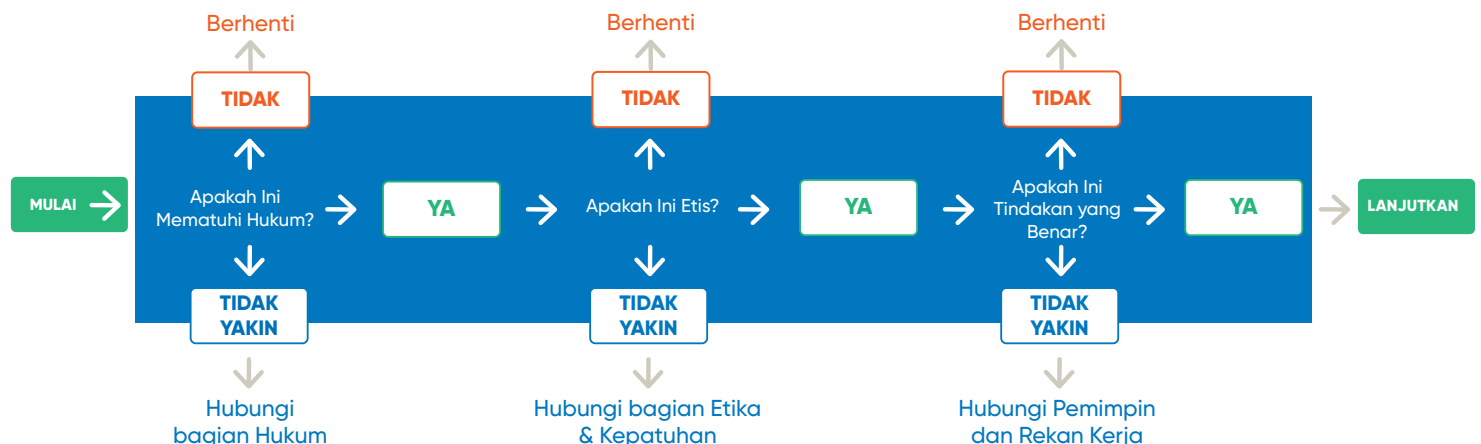 Berhenti
Berhenti
Berhenti
TIDAK
TIDAK
TIDAK
MULAI
Apakah Ini
Mematuhi Hukum?
YA
Apakah Ini Etis?
YA
Apakah Ini
Tindakan yang
Benar?
YA
LANJUTKAN
TIDAK
YAKIN
TIDAK
YAKIN
TIDAK
YAKIN
Hubungi
bagian Hukum
Hubungi bagian Etika
& Kepatuhan
Hubungi Pemimpin
dan Rekan Kerja